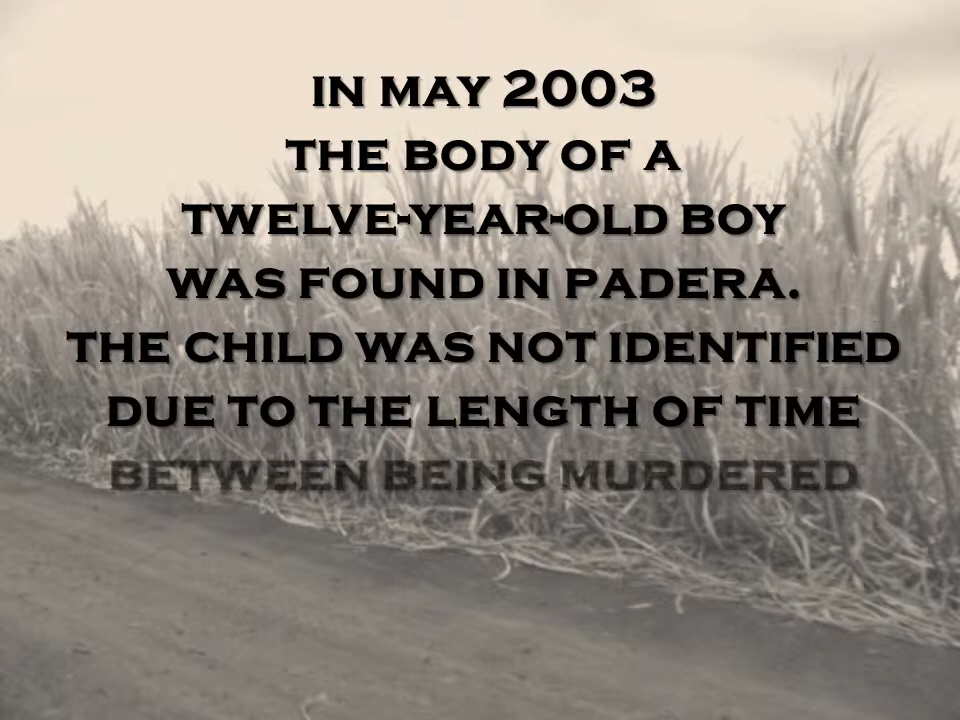 IN MAY 2003
THE BODY OF A
TWELVE-YEAR-OLD BOY
WAS FOUND IN PADERA.
THE CHILD WAS NOT IDENTIFIED
DUE TO THE LENGTH OF TIME
BETWEEN BEING MURDERED